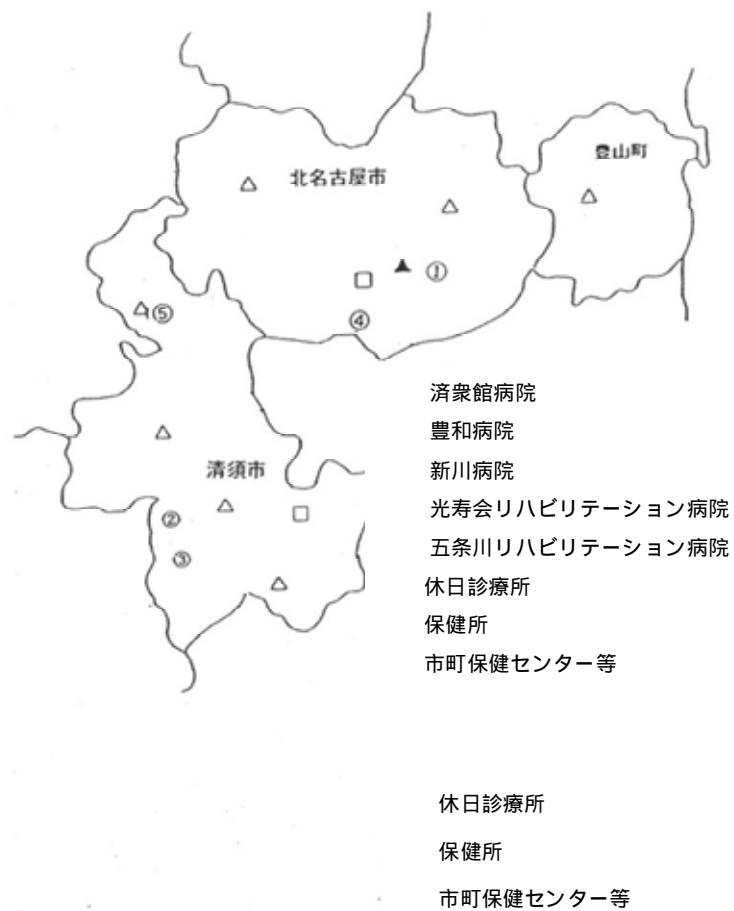 豊山町
北名古屋市
①
④
⑤
済衆館病院
豊和病院
新川病院
清須市
光寿会リハビリテーション病院
②
五条川リハビリテーション病院
③
休日診療所
保健所
市町保健センター等
休日診療所
保健所
市町保健センター等